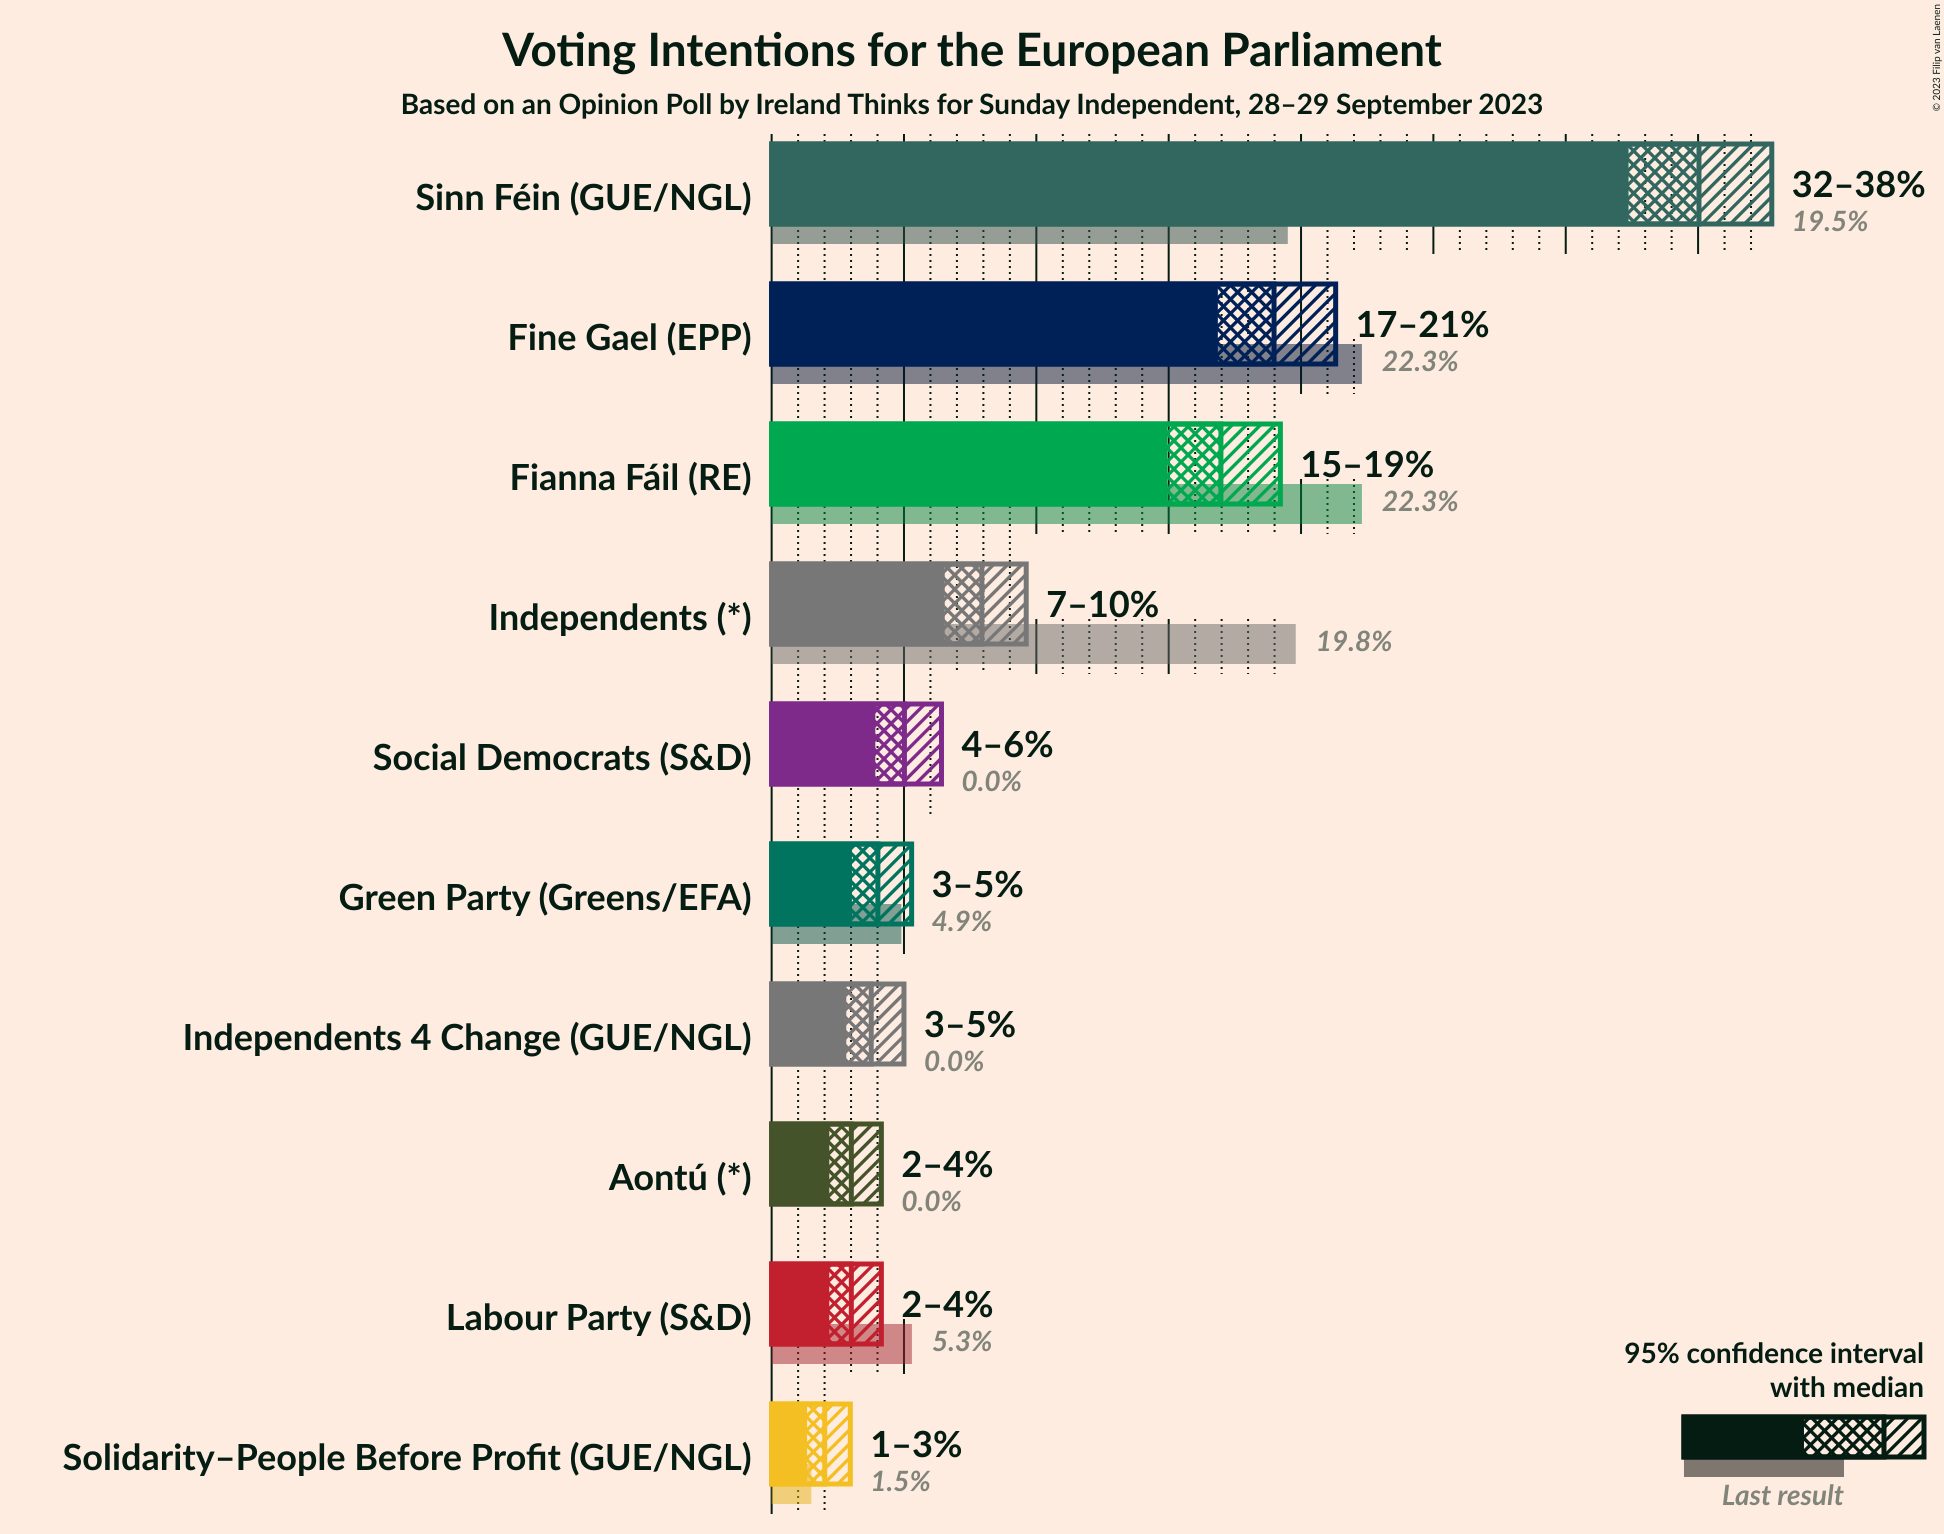 Voting Intentions for the European Parliament
Based on an Opinion Poll by Ireland Thinks for Sunday Independent, 28–29 September 2023
© 2023 Filip van Laenen
Sinn Féin (GUE/NGL)
32–38%
19.5%
Fine Gael (EPP)
17–21%
22.3%
Fianna Fáil (RE)
15–19%
22.3%
Independents (*)
7–10%
19.8%
Social Democrats (S&D)
4–6%
0.0%
Green Party (Greens/EFA)
3–5%
4.9%
Independents 4 Change (GUE/NGL)
3–5%
0.0%
Aontú (*)
2–4%
0.0%
Labour Party (S&D)
2–4%
5.3%
Solidarity–People Before Profit (GUE/NGL)
1–3%
1.5%
95% confidence interval
with median
Last result